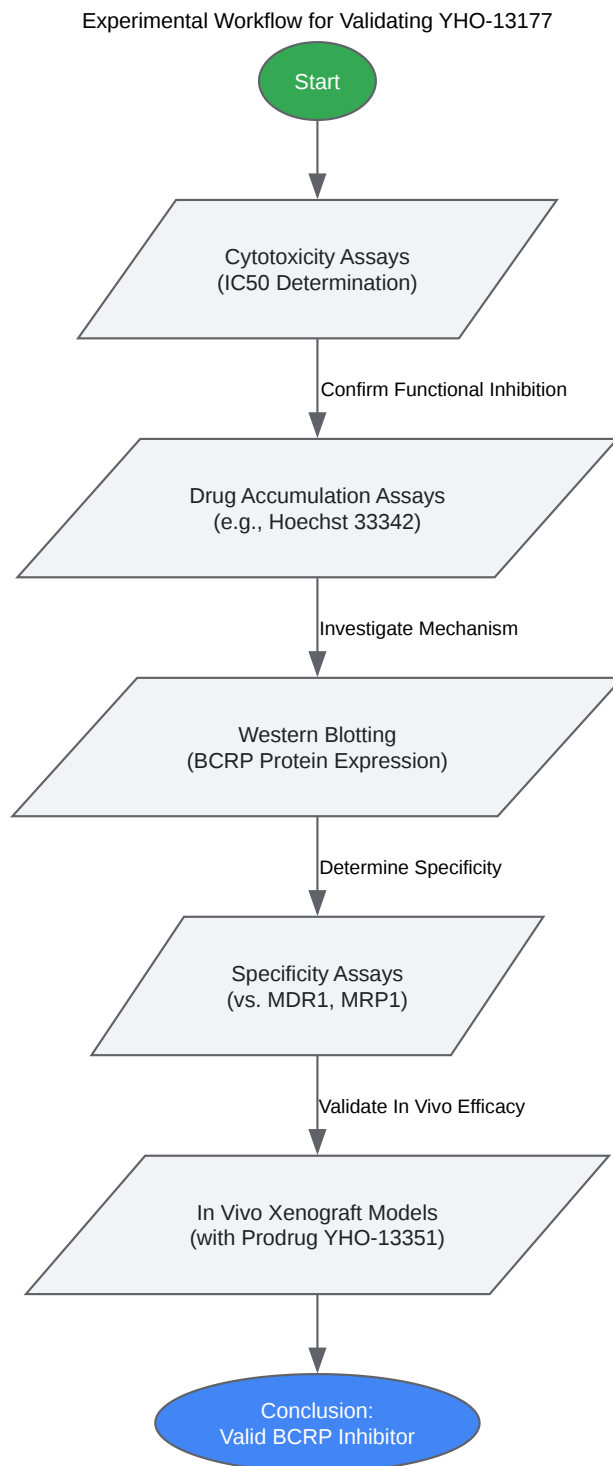 Experimental Workflow for Validating YHO-13177
Start
Cytotoxicity Assays
(IC50 Determination)
Confirm Functional Inhibition
Drug Accumulation Assays
(e.g., Hoechst 33342)
Investigate Mechanism
Western Blotting
(BCRP Protein Expression)
Determine Specificity
Specificity Assays
(vs. MDR1, MRP1)
Validate In Vivo Efficacy
In Vivo Xenograft Models
(with Prodrug YHO-13351)
Conclusion:
Valid BCRP Inhibitor